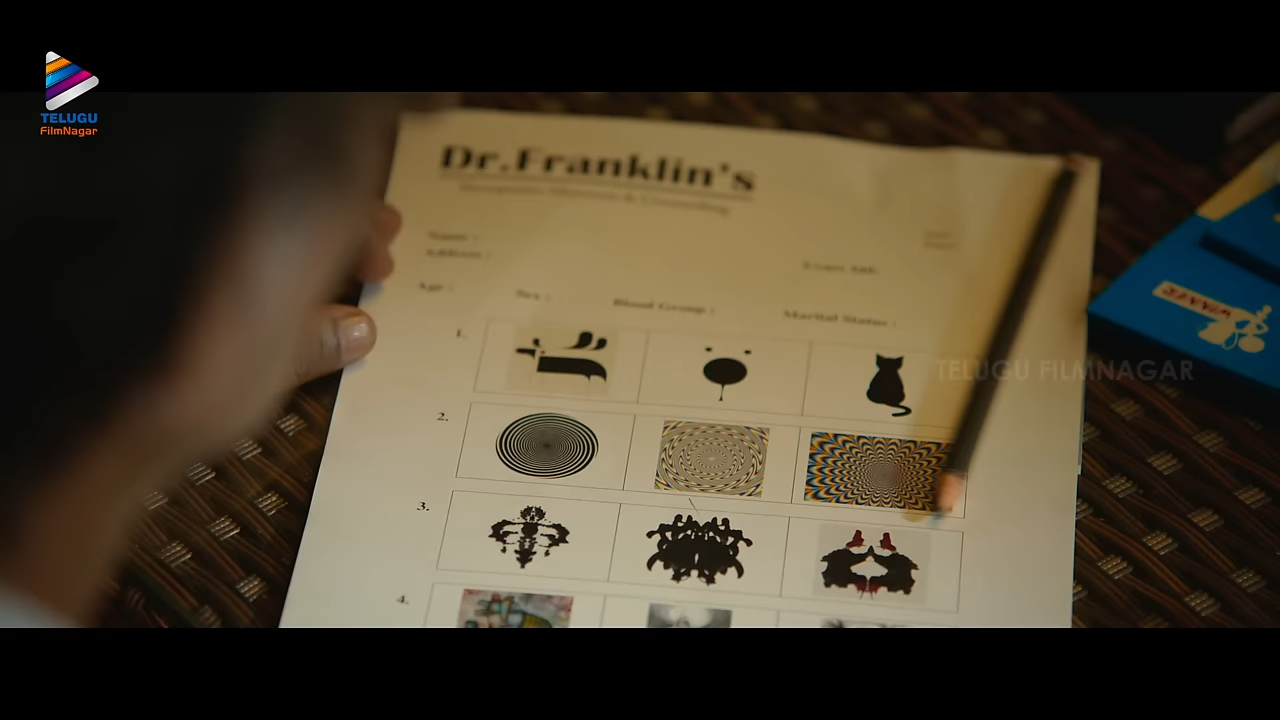 TELUGU
FilmNagar
Dr.Franklin's
Name :
Address :
Age :
Sex :
Blood Group :
Marital Status :
1.
TELUGU FILMNAGAR
2.
3.
4.